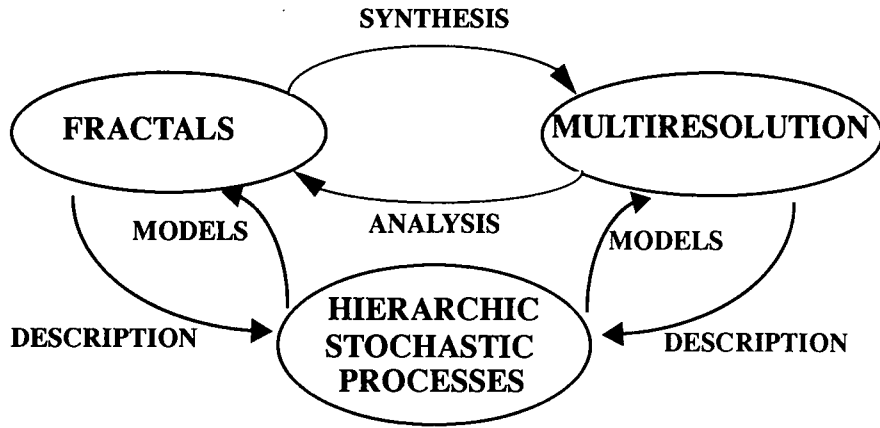 SYNTHESIS
FRACTALS
MULTIRESOLUTION
ANALYSIS
MODELS
MODELS
DESCRIPTION
HIERARCHIC
STOCHASTIC
PROCESSES
DESCRIPTION